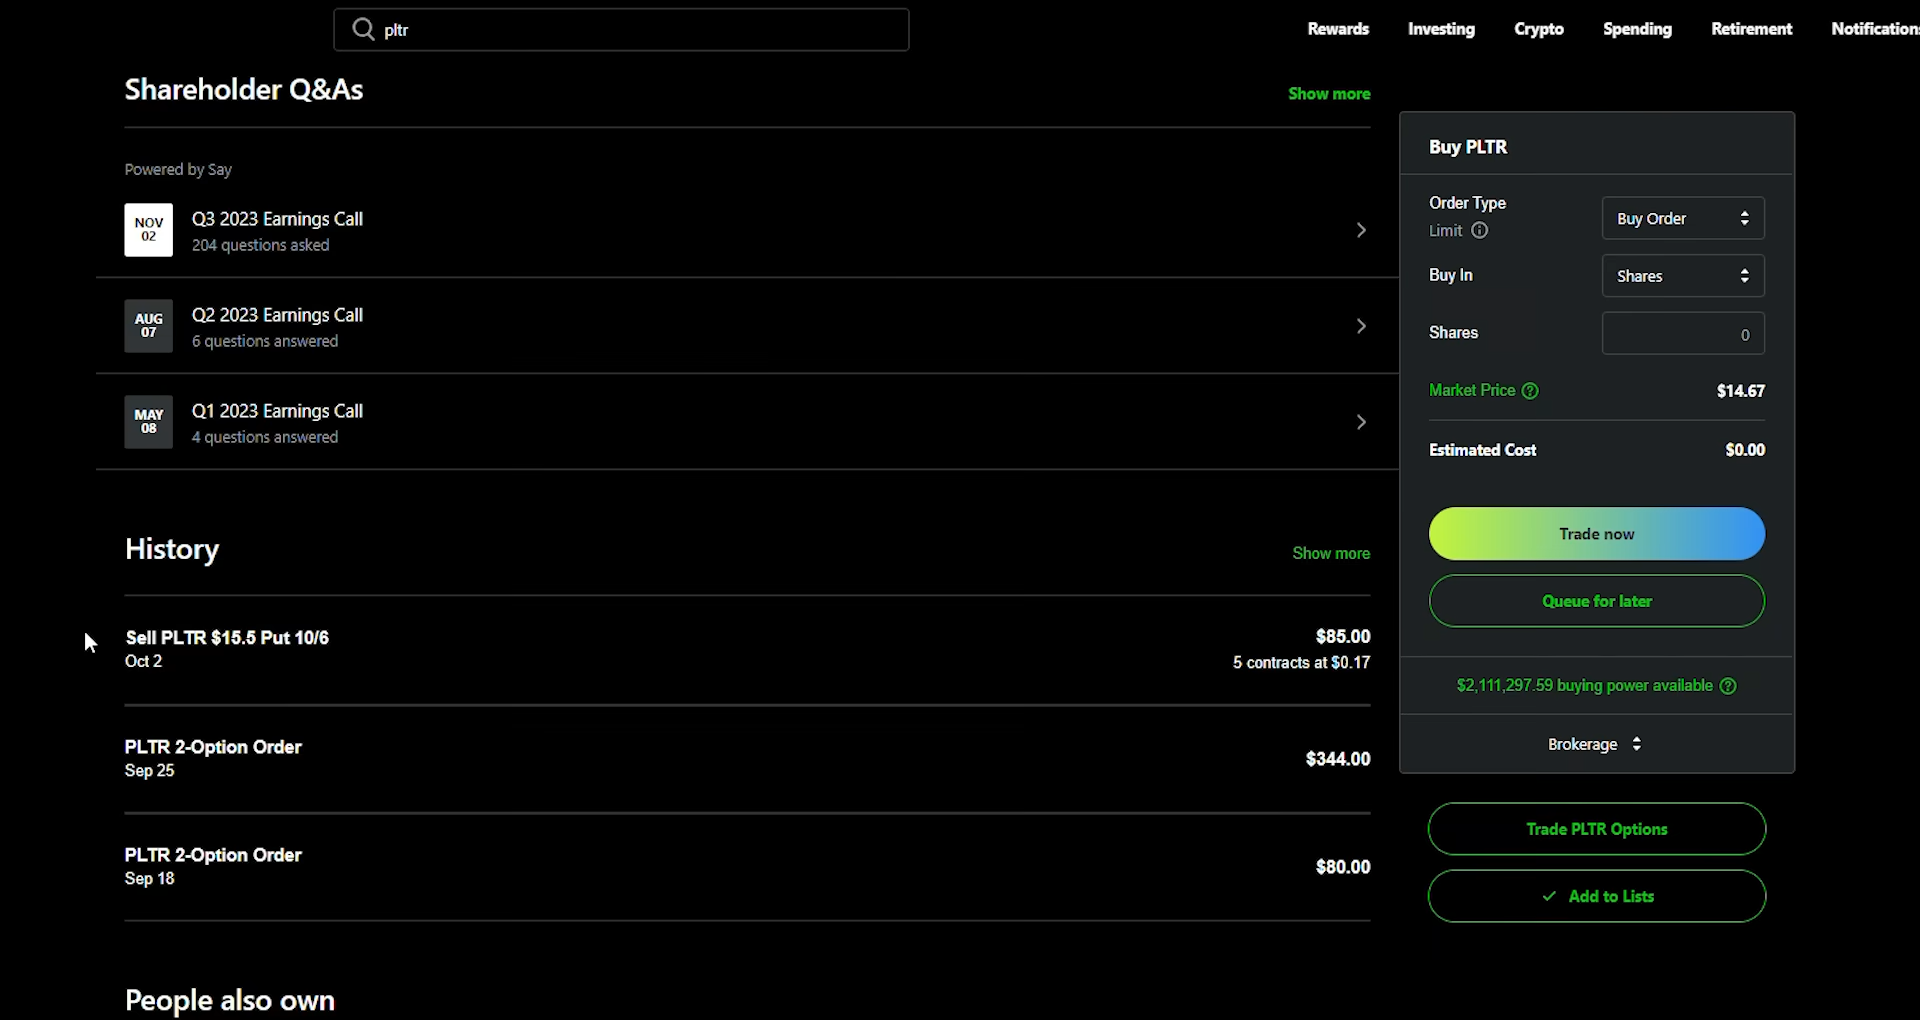 pltr
Rewards
Investing
Crypto
Spending
Retirement
Notifications
Shareholder Q&As
Show more
Powered by Say
NOV
02
Q3 2023 Earnings Call
204 questions asked
AUG
07
Q2 2023 Earnings Call
6 questions answered
MAY
08
Q1 2023 Earnings Call
4 questions answered
History
Show more
Sell PLTR $15.5 Put 10/6
Oct 2
$85.00
5 contracts at $0.17
PLTR 2-Option Order
Sep 25
$344.00
PLTR 2-Option Order
Sep 18
$80.00
People also own
Buy PLTR
Order Type
Limit
Buy Order
Buy In
Shares
Shares
0
Market Price
$14.67
Estimated Cost
$0.00
Trade now
Queue for later
$2,111,297.59 buying power available
Brokerage
Trade PLTR Options
Add to Lists